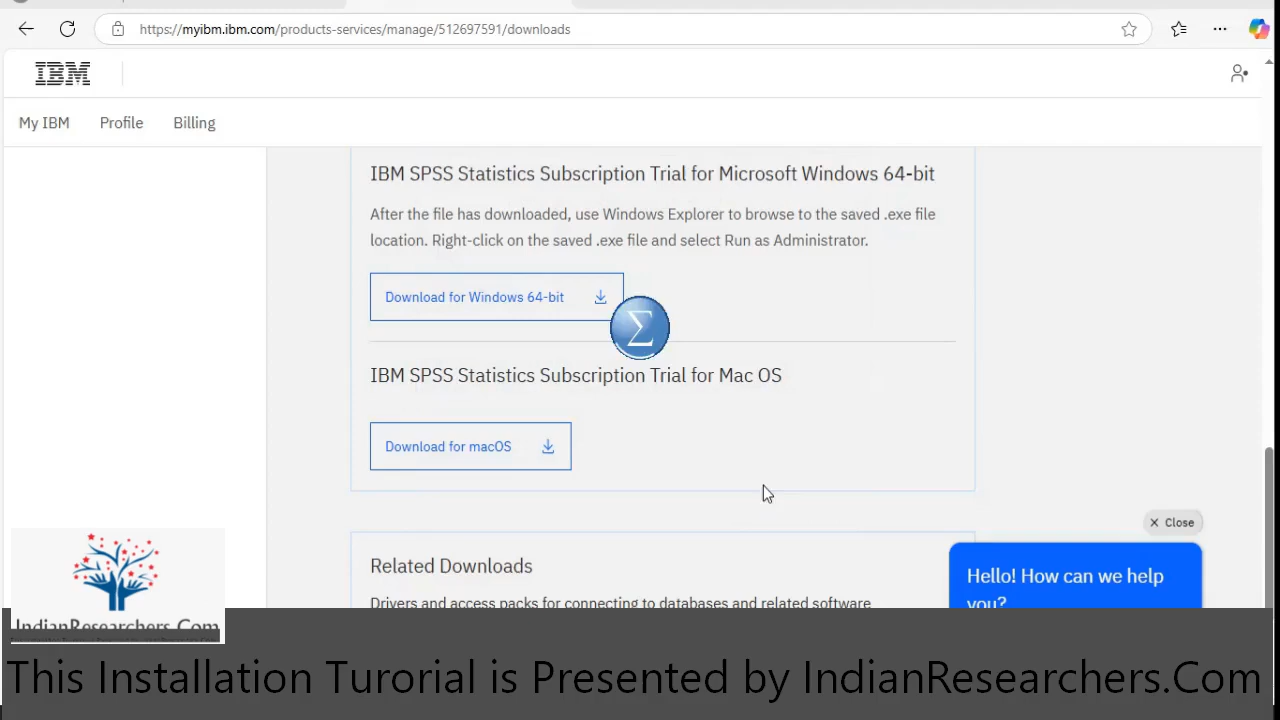 https://myibm.ibm.com/products-services/manage/512697591/downloads
IBM
My IBM Profile Billing
IBM SPSS Statistics Subscription Trial for Microsoft Windows 64-bit
After the file has downloaded, use Windows Explorer to browse to the saved .exe file
location. Right-click on the saved .exe file and select Run as Administrator.
Download for Windows 64-bit
Σ
IBM SPSS Statistics Subscription Trial for Mac OS
Download for macOS
× Close
Related Downloads
Hello! How can we help
you?
Drivers and access packs for connecting to databases and related software
IndianResearchers.Com
This Installation Turorial is Presented by IndianResearchers.Com